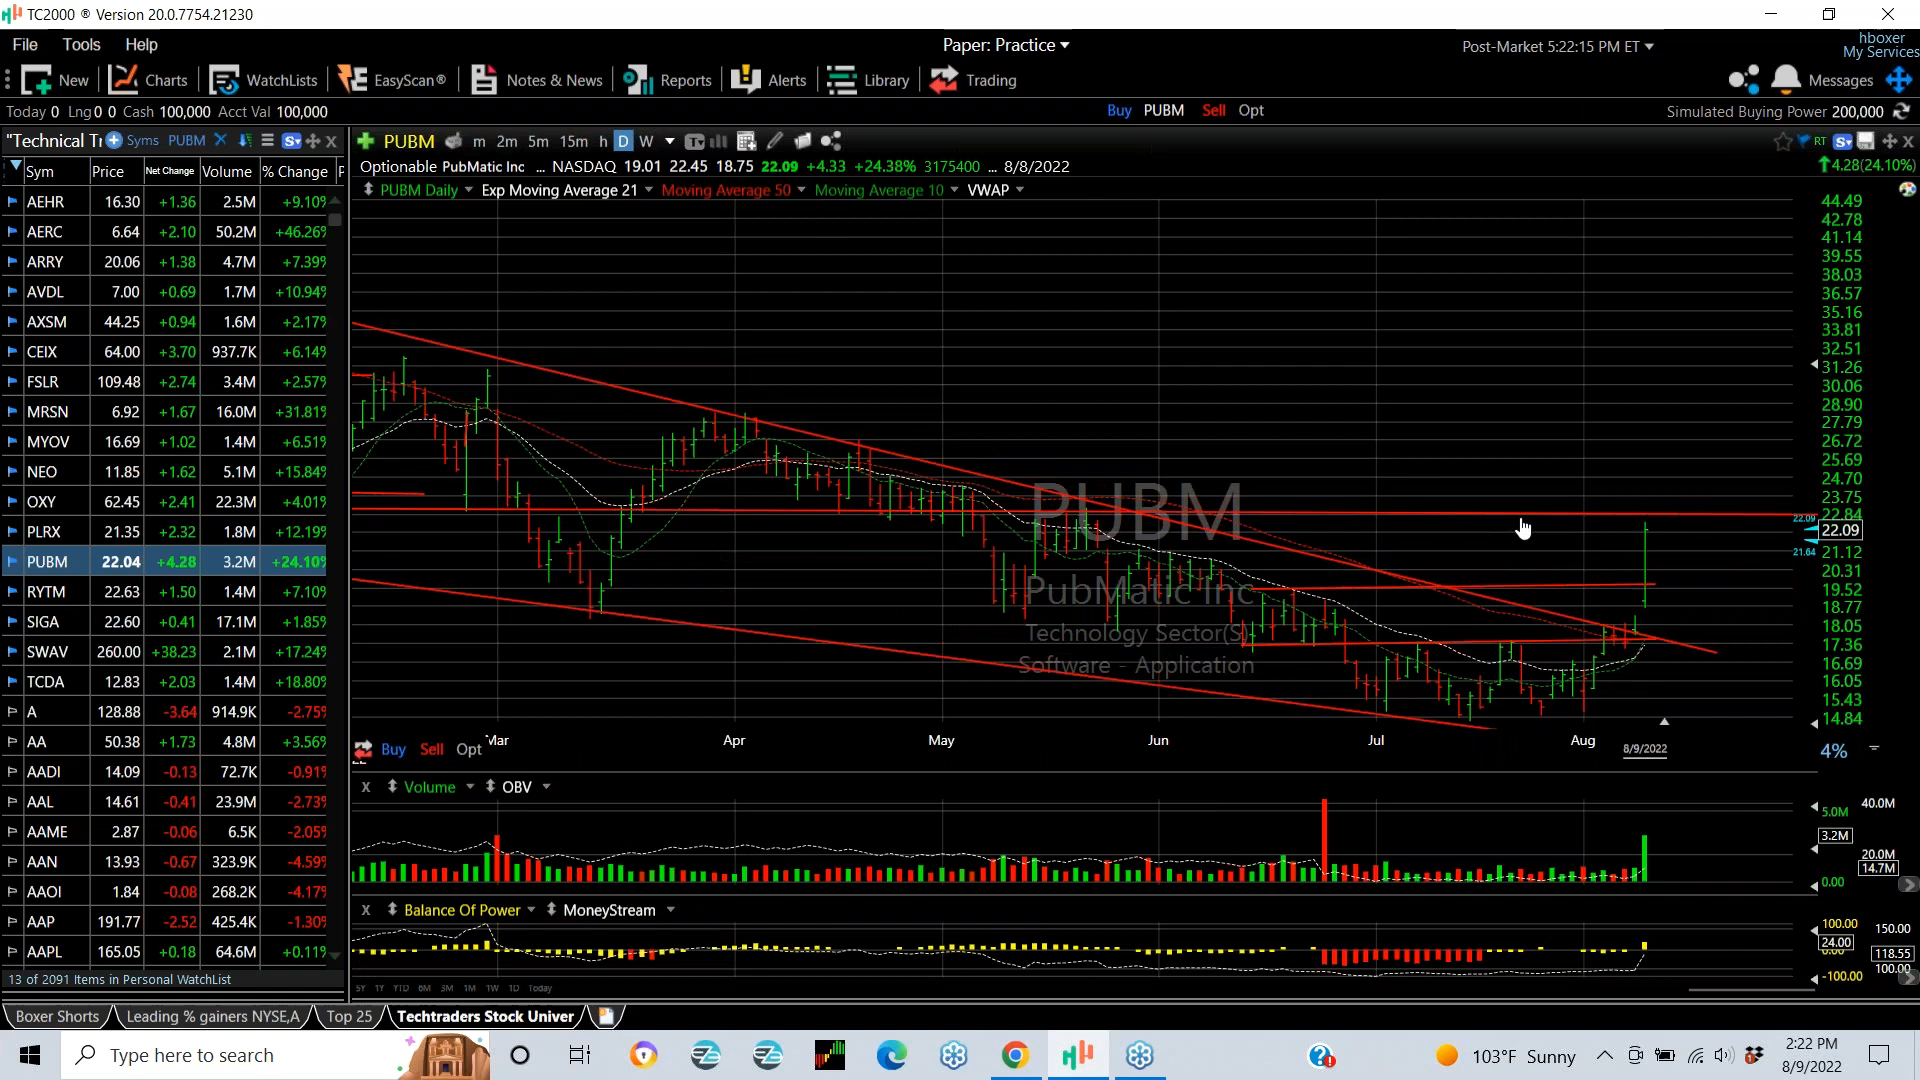 TC2000 ® Version 20.0.7754.21230
File Tools Help Paper: Practice Post-Market 5:22:15 PM ET hboxer
My Services
New Charts WatchLists EasyScan® Notes & News Reports Alerts Library Trading Messages
Today 0 Lng 0 0 Cash 100,000 Acct Val 100,000 Buy PUBM Sell Opt Simulated Buying Power 200,000
"Technical Tr Syms PUBM PUBM m 2m 5m 15m h D W RT
Optionable PubMatic Inc ... NASDAQ 19.01 22.45 18.75 22.09 +4.33 +24.38% 3175400 ... 8/8/2022 4.28(24.10%)
PUBM Daily Exp Moving Average 21 Moving Average 50 Moving Average 10 VWAP
Sym Price Net Change Volume % Change P
AEHR 16.30 +1.36 2.5M +9.10%
AERC 6.64 +2.10 50.2M +46.26%
ARRY 20.06 +1.38 4.7M +7.39%
AVDL 7.00 +0.69 1.7M +10.94%
AXSM 44.25 +0.94 1.6M +2.17%
CEIX 64.00 +3.70 937.7K +6.14%
FSLR 109.48 +2.74 3.4M +2.57%
MRSN 6.92 +1.67 16.0M +31.81%
MYOV 16.69 +1.02 1.4M +6.51%
NEO 11.85 +1.62 5.1M +15.84%
OXY 62.45 +2.41 22.3M +4.01%
PLRX 21.35 +2.32 1.8M +12.19%
PUBM 22.04 +4.28 3.2M +24.10%
RYTM 22.63 +1.50 1.4M +7.10%
SIGA 22.60 +0.41 17.1M +1.85%
SWAV 260.00 +38.23 2.1M +17.24%
TCDA 12.83 +2.03 1.4M +18.80%
A 128.88 -3.64 914.9K -2.75%
AA 50.38 +1.73 4.8M +3.56%
AADI 14.09 -0.13 72.7K -0.91%
AAL 14.61 -0.41 23.9M -2.73%
AAME 2.87 -0.06 6.5K -2.05%
AAN 13.93 -0.67 323.9K -4.59%
AAOI 1.84 -0.08 268.2K -4.17%
AAP 191.77 -2.52 425.4K -1.30%
AAPL 165.05 +0.18 64.6M +0.11%
13 of 2091 Items in Personal WatchList
PUBM
PubMatic Inc
Technology Sector(S)
Software - Application
44.49
42.78
41.14
39.55
38.03
36.57
35.16
33.81
32.51
31.26
30.06
28.90
27.79
26.72
25.69
24.70
23.75
22.84
22.09 22.09
21.64 21.12
20.31
19.52
18.77
18.05
17.36
16.69
16.05
15.43
14.84
Buy Sell Opt Mar Apr May Jun Jul Aug 8/9/2022 4%
X Volume OBV
5.0M 40.0M
3.2M
20.0M
14.7M
0.00
X Balance Of Power MoneyStream
100.00 150.00
24.00
118.55
-100.00 100.00
5Y 1Y YTD 6M 3M 1M 1W 1D Today
Boxer Shorts Leading % gainers NYSE,A Top 25 Techtraders Stock Univer
Type here to search 103°F Sunny 2:22 PM
8/9/2022